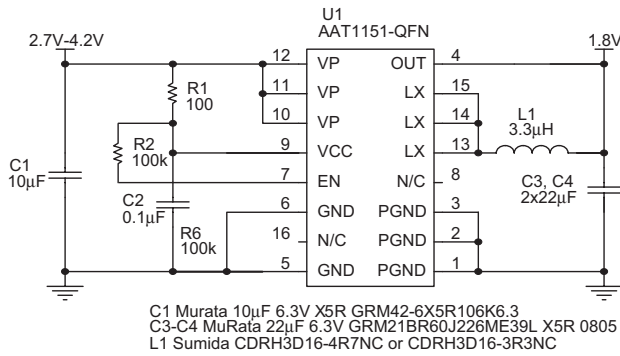 U1
AAT1151-QFN
2.7V-4.2V
1.8V
12 VP OUT 4
11 VP LX 15
10 VP LX 14
9 VCC LX 13
7 EN N/C 8
6 GND PGND 3
16 N/C PGND 2
5 GND PGND 1
R1
100
R2
100k
L1
3.3µH
C1
10µF
C2
0.1µF
R6
100k
C3, C4
2x22µF
C1 Murata 10µF 6.3V X5R GRM42-6X5R106K6.3
C3-C4 MuRata 22µF 6.3V GRM21BR60J226ME39L X5R 0805
L1 Sumida CDRH3D16-4R7NC or CDRH3D16-3R3NC